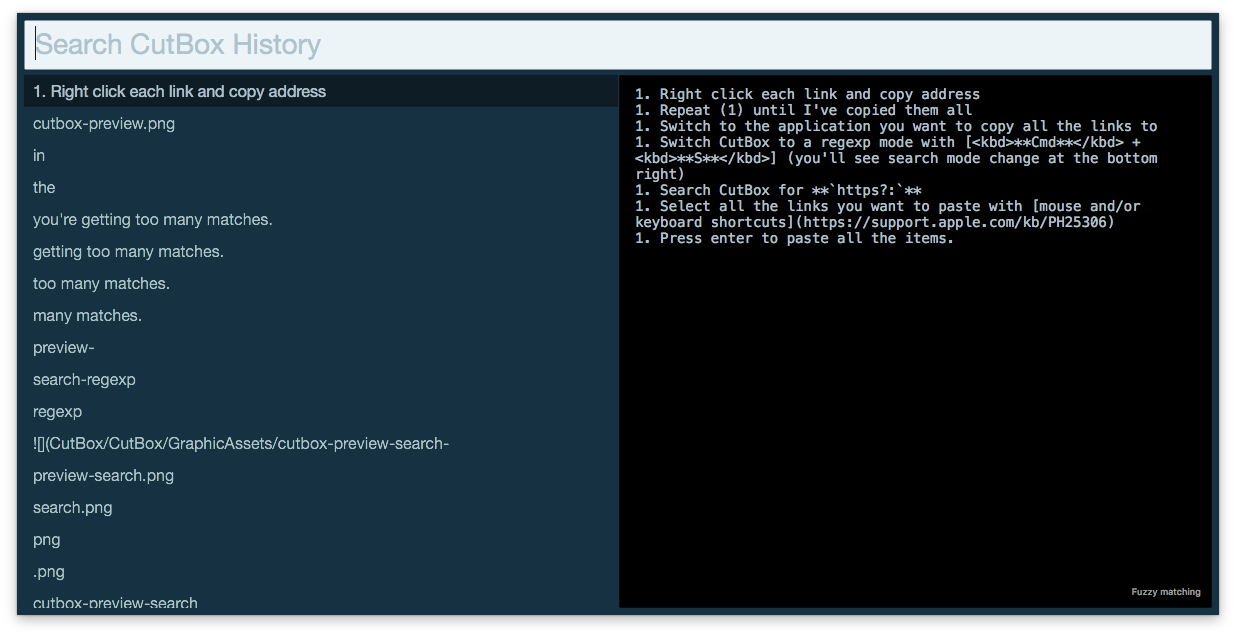 Search CutBox History
1. Right click each link and copy address
cutbox-preview.png
in
the
you're getting too many matches.
getting too many matches.
too many matches.
many matches.
preview-
search-regexp
regexp
![](CutBox/CutBox/GraphicAssets/cutbox-preview-search-
preview-search.png
search.png
png
.png
cutbox-preview-search
1. Right click each link and copy address
1. Repeat (1) until I've copied them all
1. Switch to the application you want to copy all the links to
1. Switch CutBox to a regexp mode with [<kbd>**Cmd**</kbd> +
<kbd>**S**</kbd>] (you'll see search mode change at the bottom
right)
1. Search CutBox for **`https?:`**
1. Select all the links you want to paste with [mouse and/or
keyboard shortcuts](https://support.apple.com/kb/PH25306)
1. Press enter to paste all the items.
Fuzzy matching